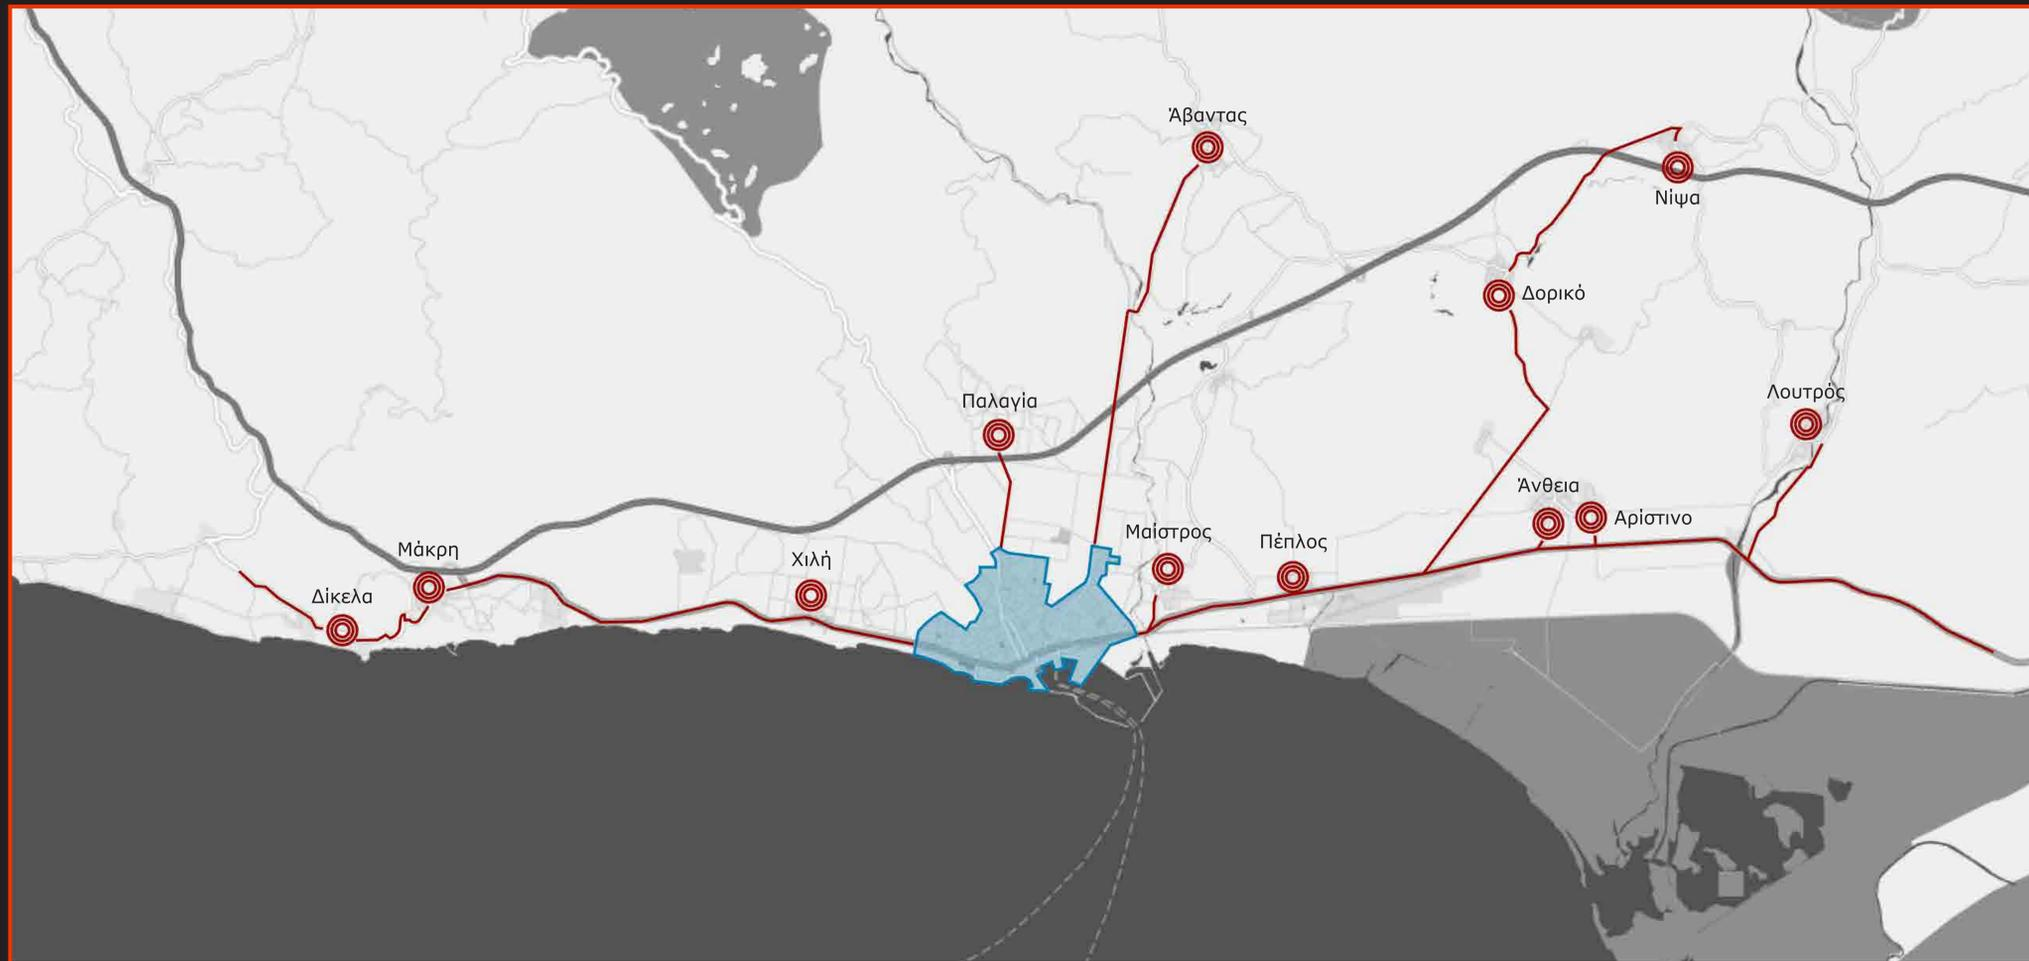 Άβαντας
Νίψα
Δορικό
Λουτρός
Παλαγία
Άνθεια
Αρίστινο
Μαίστρος
Πέπλος
Μάκρη
Χιλή
Δίκελα